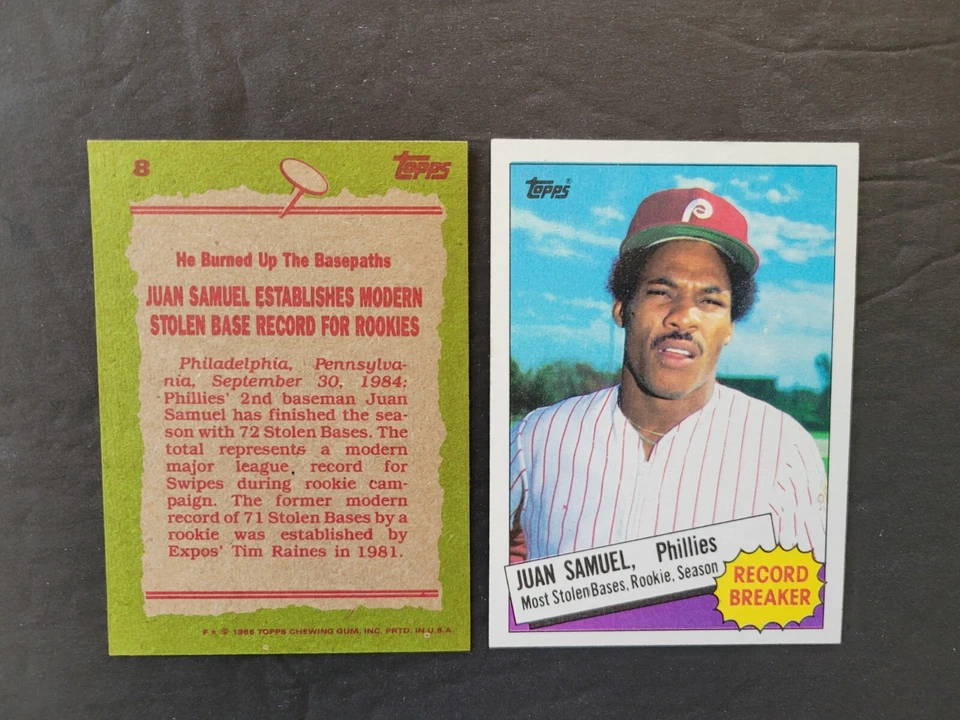 8
Topps
He Burned Up The Basepaths
JUAN SAMUEL ESTABLISHES MODERN
STOLEN BASE RECORD FOR ROOKIES
Philadelphia, Pennsylva-
nia, September 30, 1984:
Phillies' 2nd baseman Juan
Samuel has finished the sea-
son with 72 Stolen Bases. The
total represents a modern
major league record for
Swipes during rookie cam-
paign. The former modern
record of 71 Stolen Bases by a
rookie was established by
Expos' Tim Raines in 1981.
TOPPS CHEWING GUM, INC. PRTD. IN U.S.A.
Topps®
P
JUAN SAMUEL, Phillies
Most Stolen Bases, Rookie, Season
RECORD
BREAKER